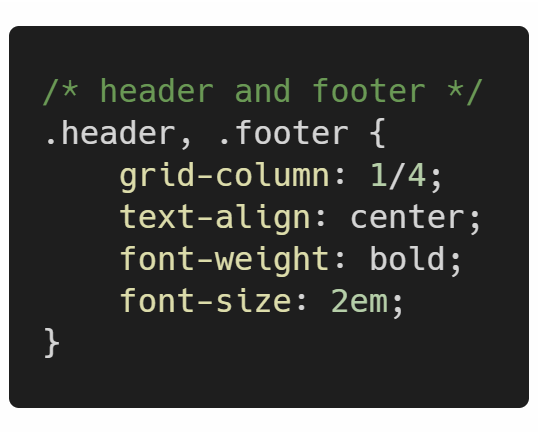 /* header and footer */
.header, .footer {
    grid-column: 1/4;
    text-align: center;
    font-weight: bold;
    font-size: 2em;
}